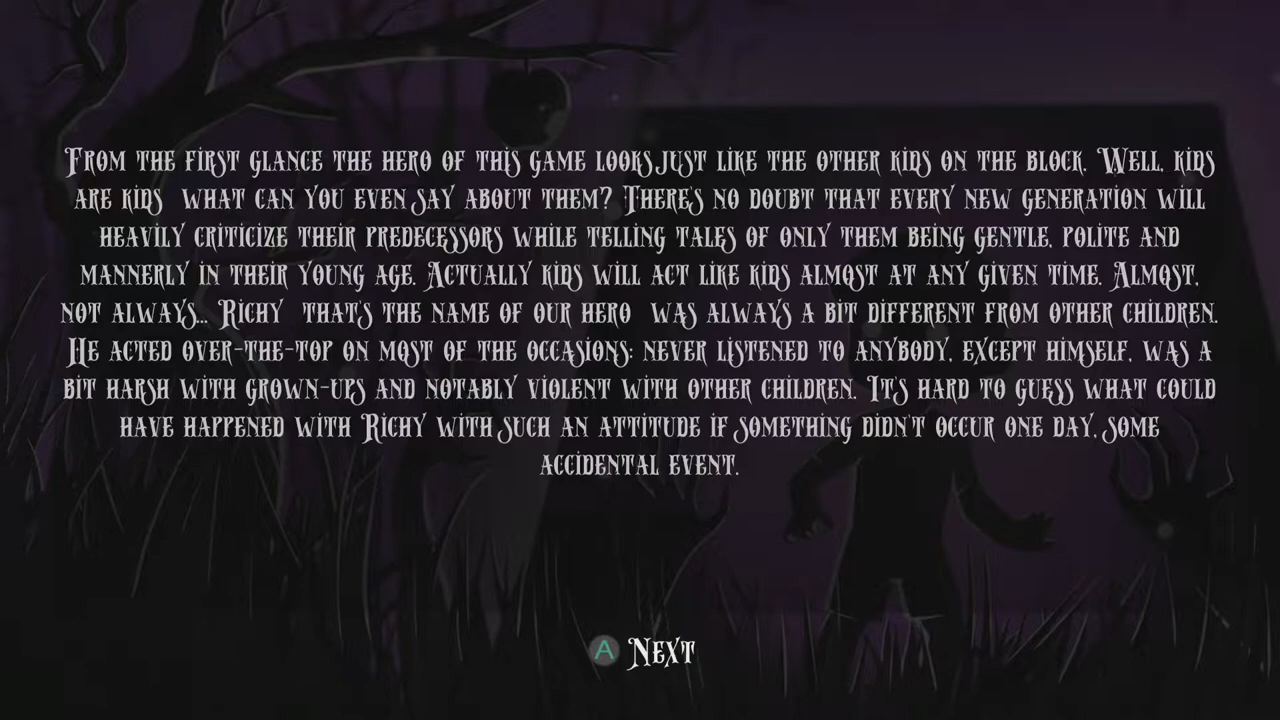 From the first glance the hero of this game looks just like the other kids on the block. Well, kids
are kids  what can you even say about them? There's no doubt that every new generation will
heavily criticize their predecessors while telling tales of only them being gentle, polite and
mannerly in their young age. Actually kids will act like kids almost at any given time. Almost,
not always... Richy  that's the name of our hero  was always a bit different from other children.
He acted over-the-top on most of the occasions: never listened to anybody, except himself, was a
bit harsh with grown-ups and notably violent with other children. It's hard to guess what could
have happened with Richy with such an attitude if something didn't occur one day, some
accidental event.
A Next